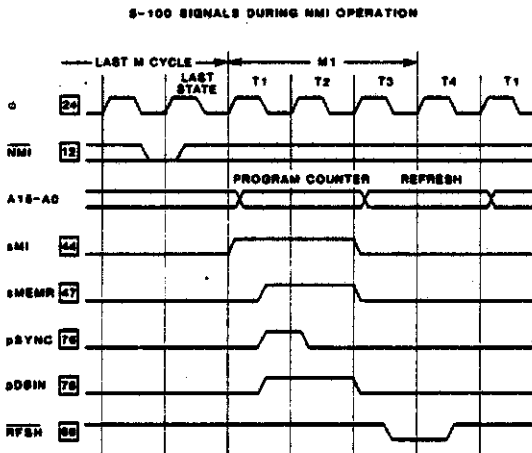 S-100 SIGNALS DURING NMI OPERATION
LAST M CYCLE M1
LAST STATE T1 T2 T3 T4 T1
Φ 24
NMI 12
PROGRAM COUNTER REFRESH
A15-A0
sM1 44
sMEMR 47
pSYNC 76
pDBIN 78
RFSH 66